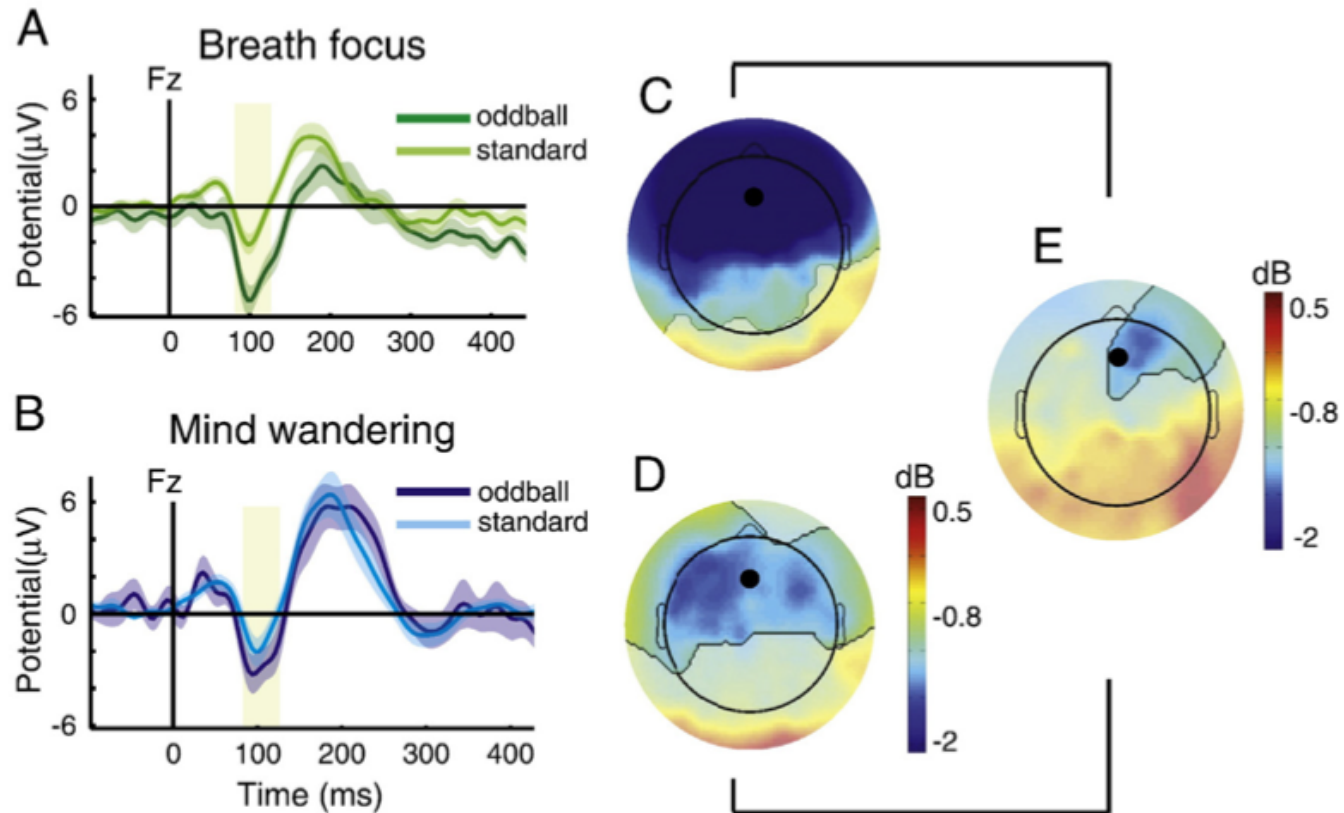 A
Breath focus
Fz
6
0
-6
Potential(μV)
oddball
standard
0 100 200 300 400
B
Mind wandering
Fz
6
0
-6
Potential(μV)
oddball
standard
0 100 200 300 400
Time (ms)
C
D
dB
0.5
-0.8
-2
E
dB
0.5
-0.8
-2